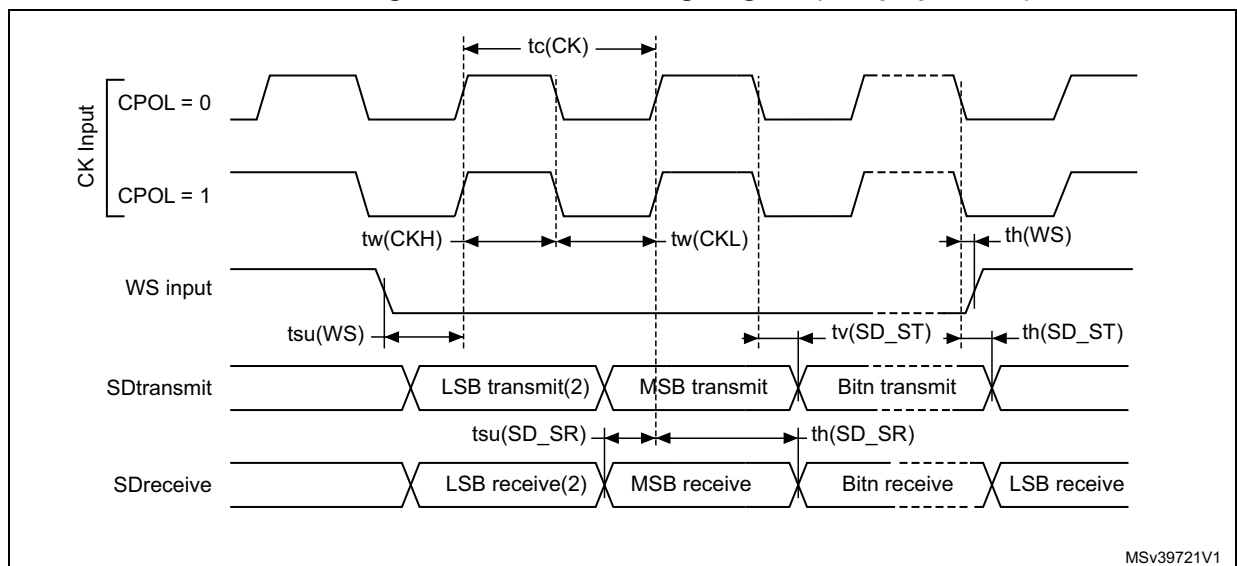 tc(CK)
CK Input
CPOL = 0
CPOL = 1
tw(CKH)
tw(CKL)
th(WS)
WS input
tsu(WS)
tv(SD_ST)
th(SD_ST)
SDtransmit
LSB transmit(2)
MSB transmit
Bitn transmit
tsu(SD_SR)
th(SD_SR)
SDreceive
LSB receive(2)
MSB receive
Bitn receive
LSB receive
MSv39721V1